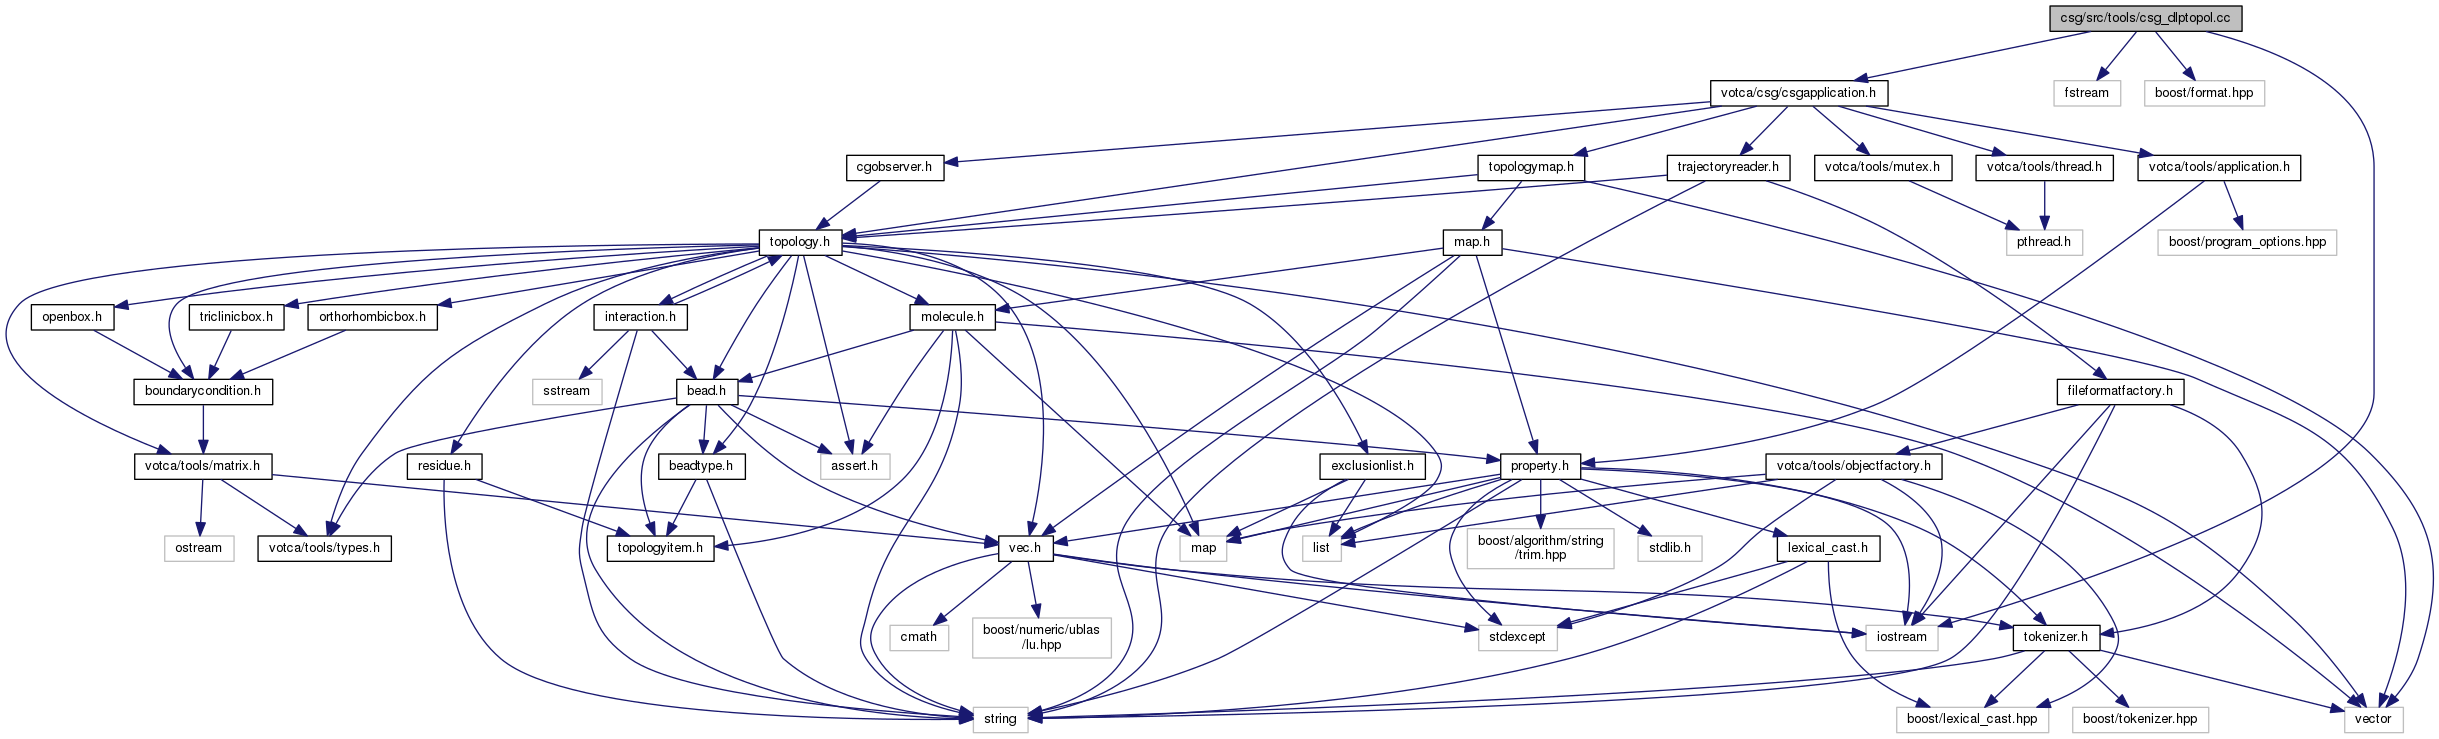 csg/src/tools/csg_dlptopol.cc
votca/csg/csgapplication.h
fstream
boost/format.hpp
cgobserver.h
topologymap.h
trajectoryreader.h
votca/tools/mutex.h
votca/tools/thread.h
votca/tools/application.h
topology.h
map.h
pthread.h
boost/program_options.hpp
openbox.h
triclinicbox.h
orthorhombicbox.h
interaction.h
molecule.h
boundarycondition.h
sstream
bead.h
fileformatfactory.h
votca/tools/matrix.h
residue.h
beadtype.h
assert.h
exclusionlist.h
property.h
votca/tools/objectfactory.h
ostream
votca/tools/types.h
topologyitem.h
vec.h
map
list
boost/algorithm/string
/trim.hpp
stdlib.h
lexical_cast.h
cmath
boost/numeric/ublas
/lu.hpp
stdexcept
iostream
tokenizer.h
string
boost/lexical_cast.hpp
boost/tokenizer.hpp
vector